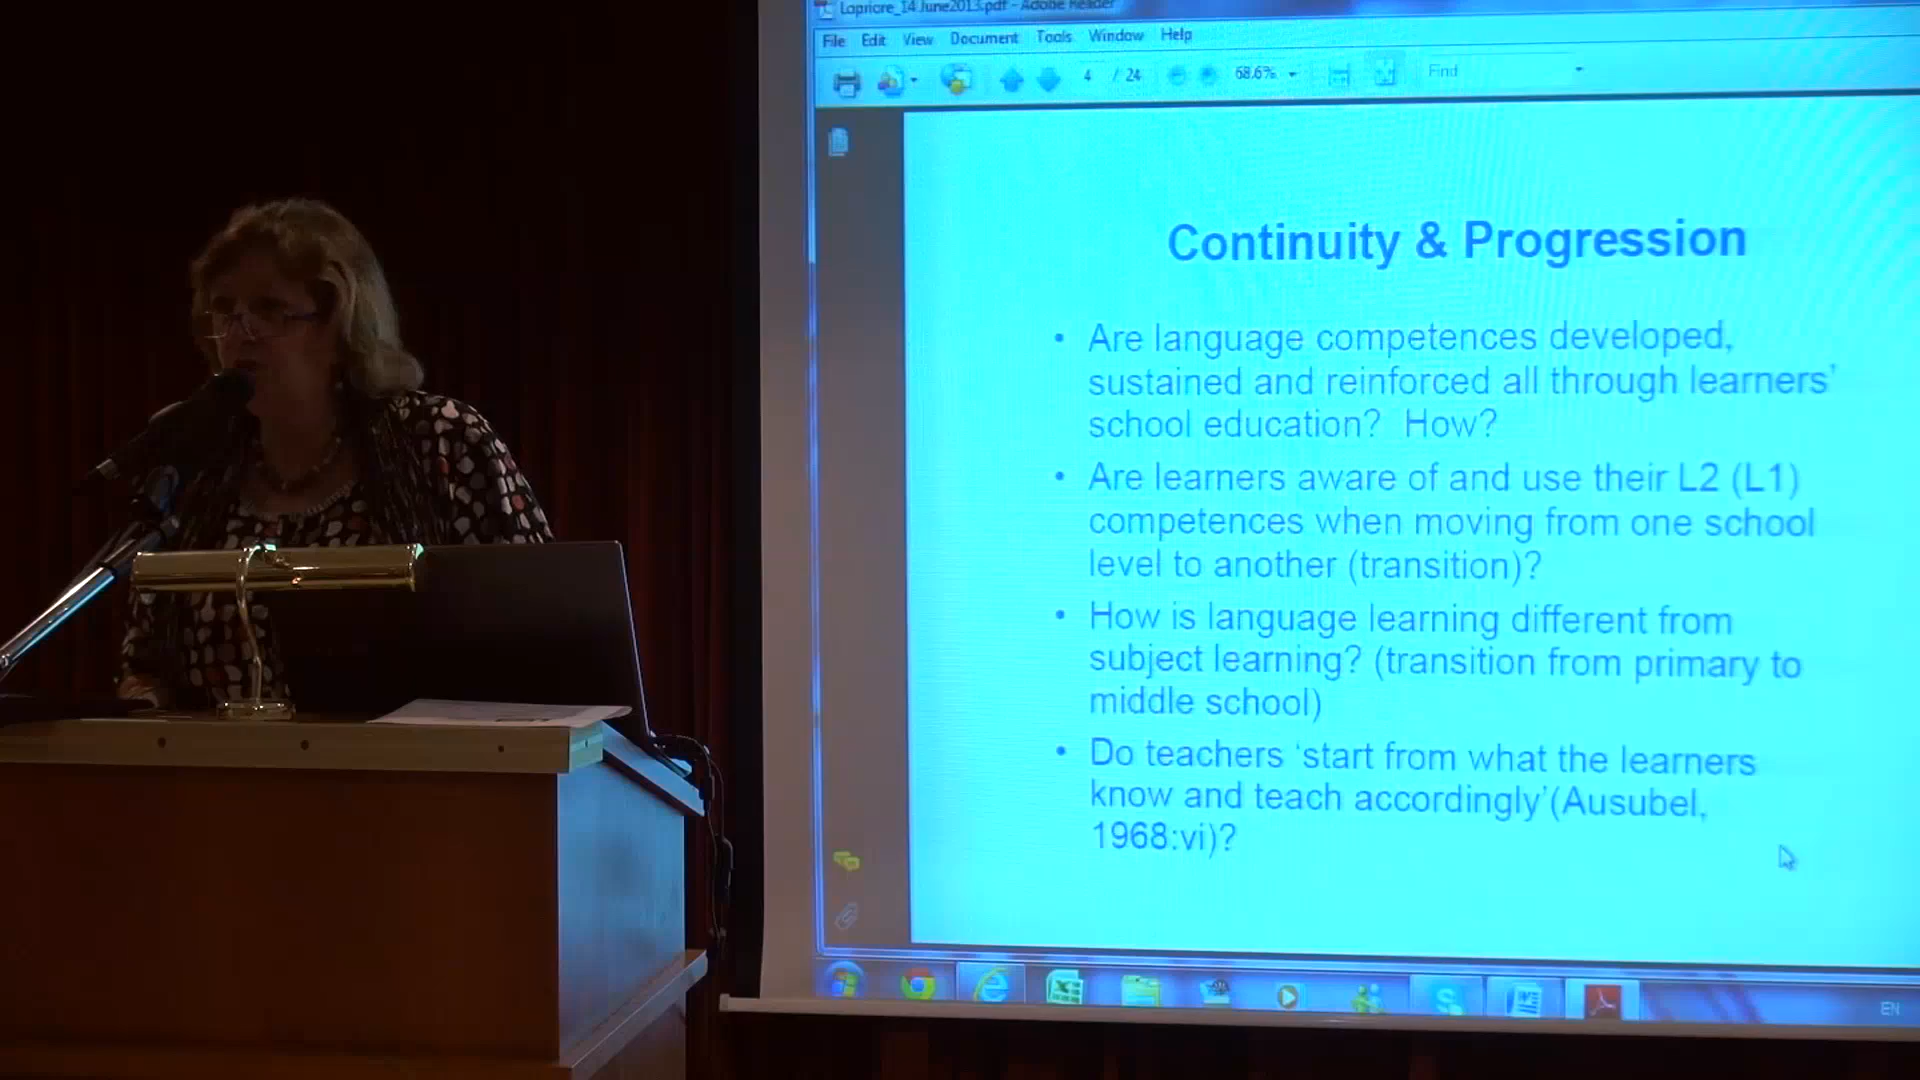 Lopriore_14 June2013.pdf - Adobe Reader
File Edit View Document Tools Window Help
4 / 24 68.6% Find
Continuity & Progression
• Are language competences developed,
sustained and reinforced all through learners’
school education? How?
• Are learners aware of and use their L2 (L1)
competences when moving from one school
level to another (transition)?
• How is language learning different from
subject learning? (transition from primary to
middle school)
• Do teachers ‘start from what the learners
know and teach accordingly’(Ausubel,
1968:vi)?
EN